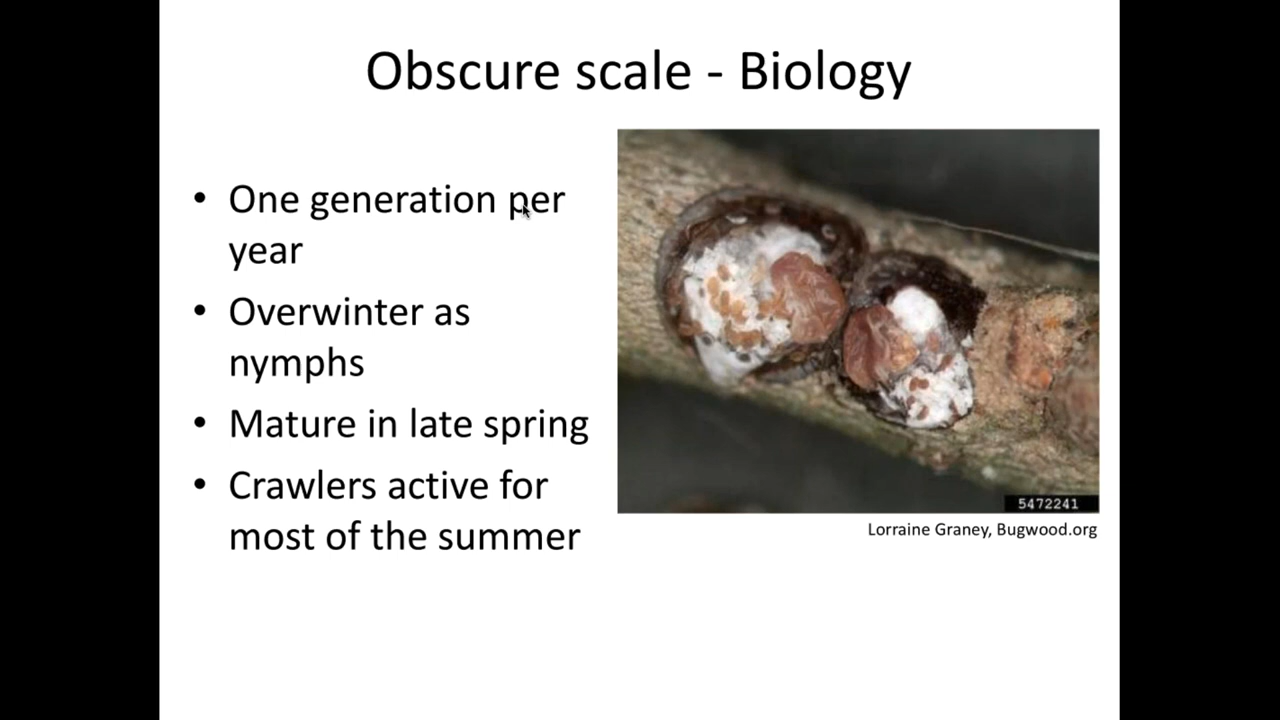 Obscure scale - Biology
• One generation per
year
• Overwinter as
nymphs
• Mature in late spring
• Crawlers active for
most of the summer
5472241
Lorraine Graney, Bugwood.org